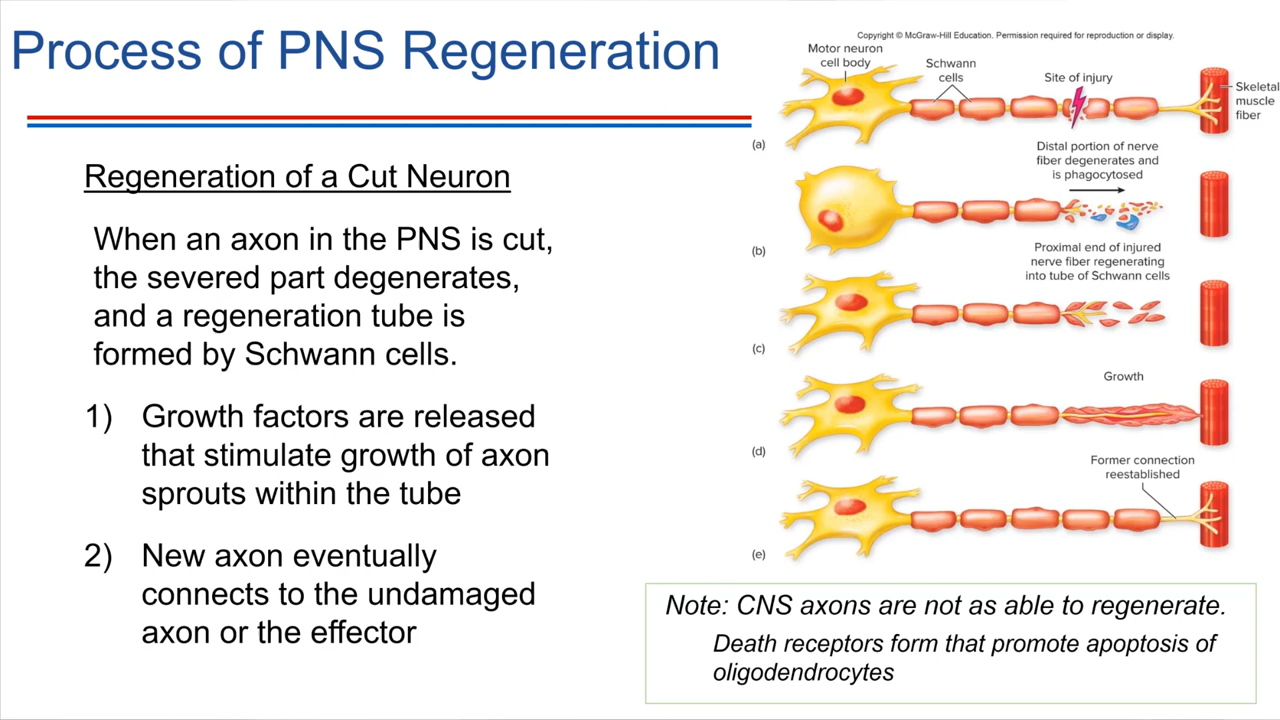 Process of PNS Regeneration
Regeneration of a Cut Neuron
When an axon in the PNS is cut,
the severed part degenerates,
and a regeneration tube is
formed by Schwann cells.
1) Growth factors are released
that stimulate growth of axon
sprouts within the tube
2) New axon eventually
connects to the undamaged
axon or the effector
Copyright © McGraw-Hill Education. Permission required for reproduction or display.
Motor neuron
cell body
Schwann
cells
Site of injury
Skeletal
muscle
fiber
(a)
Distal portion of nerve
fiber degenerates and
is phagocytosed
(b)
Proximal end of injured
nerve fiber regenerating
into tube of Schwann cells
(c)
Growth
(d)
Former connection
reestablished
(e)
Note: CNS axons are not as able to regenerate.
Death receptors form that promote apoptosis of
oligodendrocytes